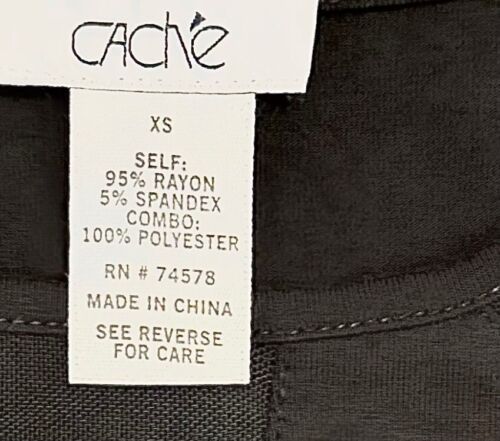 CACHÉ
XS
SELF:
95% RAYON
5% SPANDEX
COMBO:
100% POLYESTER
RN # 74578
MADE IN CHINA
SEE REVERSE
FOR CARE